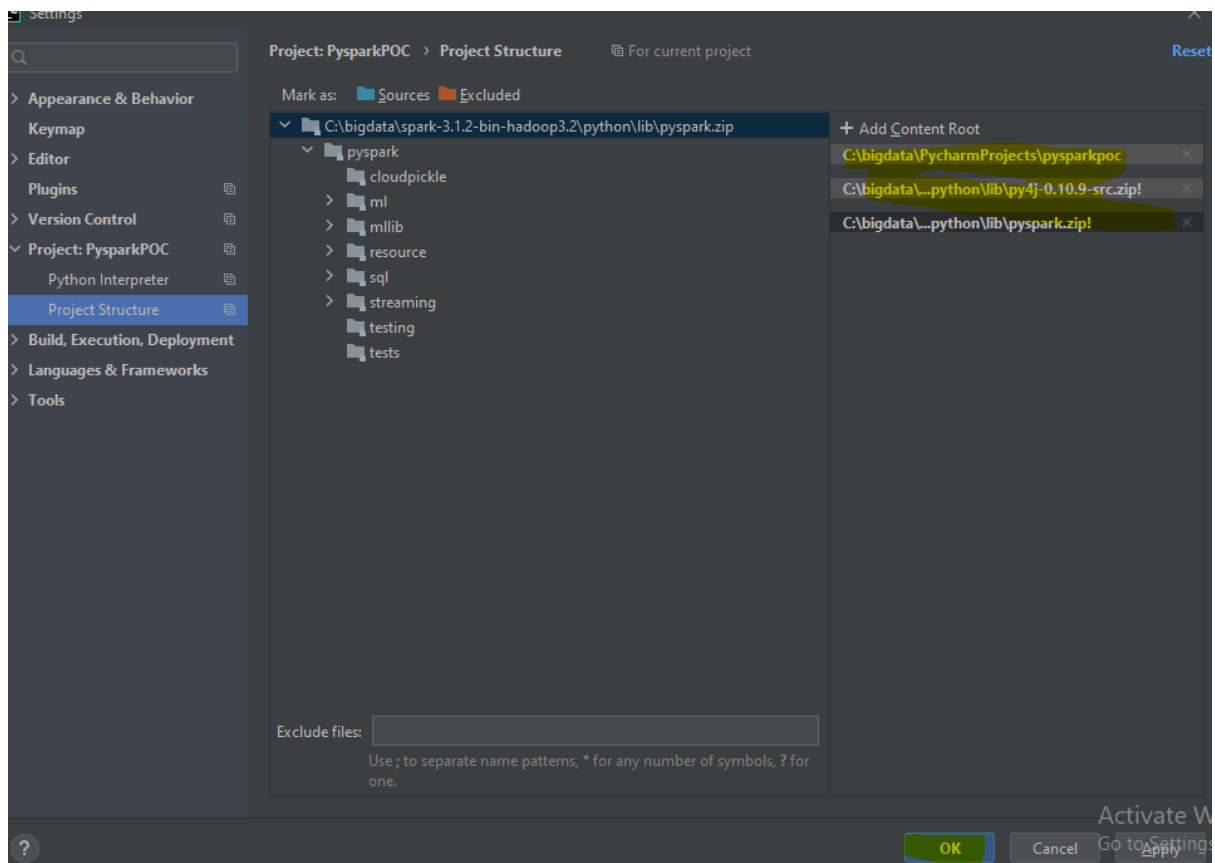 Settings
Project: PysparkPOC > Project Structure For current project Reset
Mark as: Sources Excluded
Appearance & Behavior
Keymap
Editor
Plugins
Version Control
Project: PysparkPOC
Python Interpreter
Project Structure
Build, Execution, Deployment
Languages & Frameworks
Tools
C:\bigdata\spark-3.1.2-bin-hadoop3.2\python\lib\pyspark.zip
pyspark
cloudpickle
ml
mllib
resource
sql
streaming
testing
tests
+ Add Content Root
C:\bigdata\PycharmProjects\pysparkpoc
C:\bigdata\...python\lib\py4j-0.10.9-src.zip!
C:\bigdata\...python\lib\pyspark.zip!
Exclude files:
Use ; to separate name patterns, * for any number of symbols, ? for
one.
Activate W
Go to Settings
? OK Cancel Apply